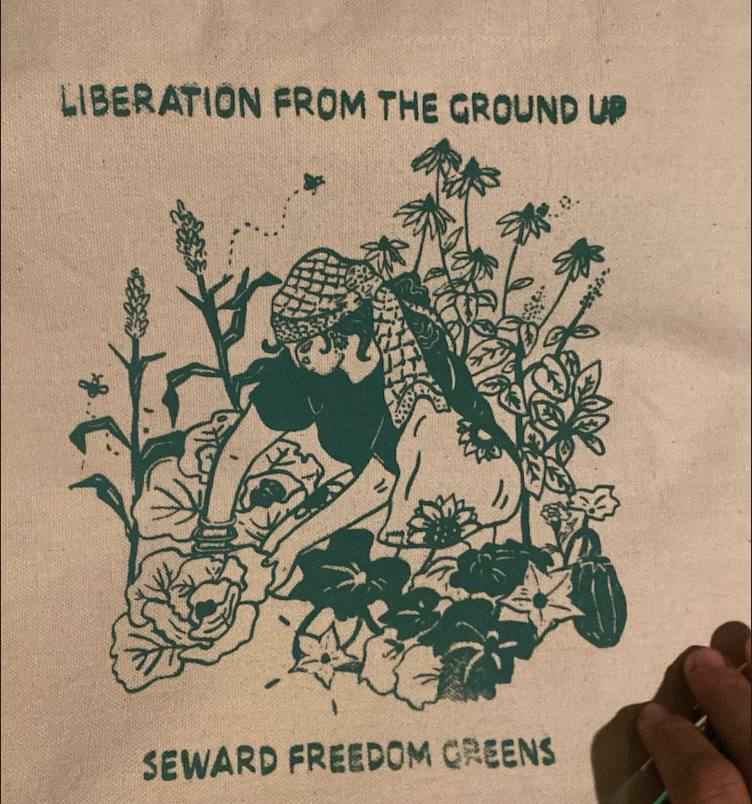 LIBERATION FROM THE GROUND UP
SEWARD FREEDOM GREENS